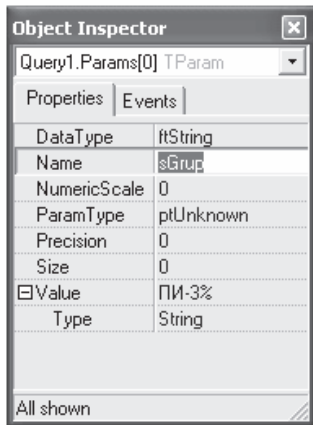 Object Inspector
Query1.Params[0] TParam
Properties Events
DataType ftString
Name sGrup
NumericScale 0
ParamType ptUnknown
Precision 0
Size 0
Value ПИ-3%
Type String
All shown